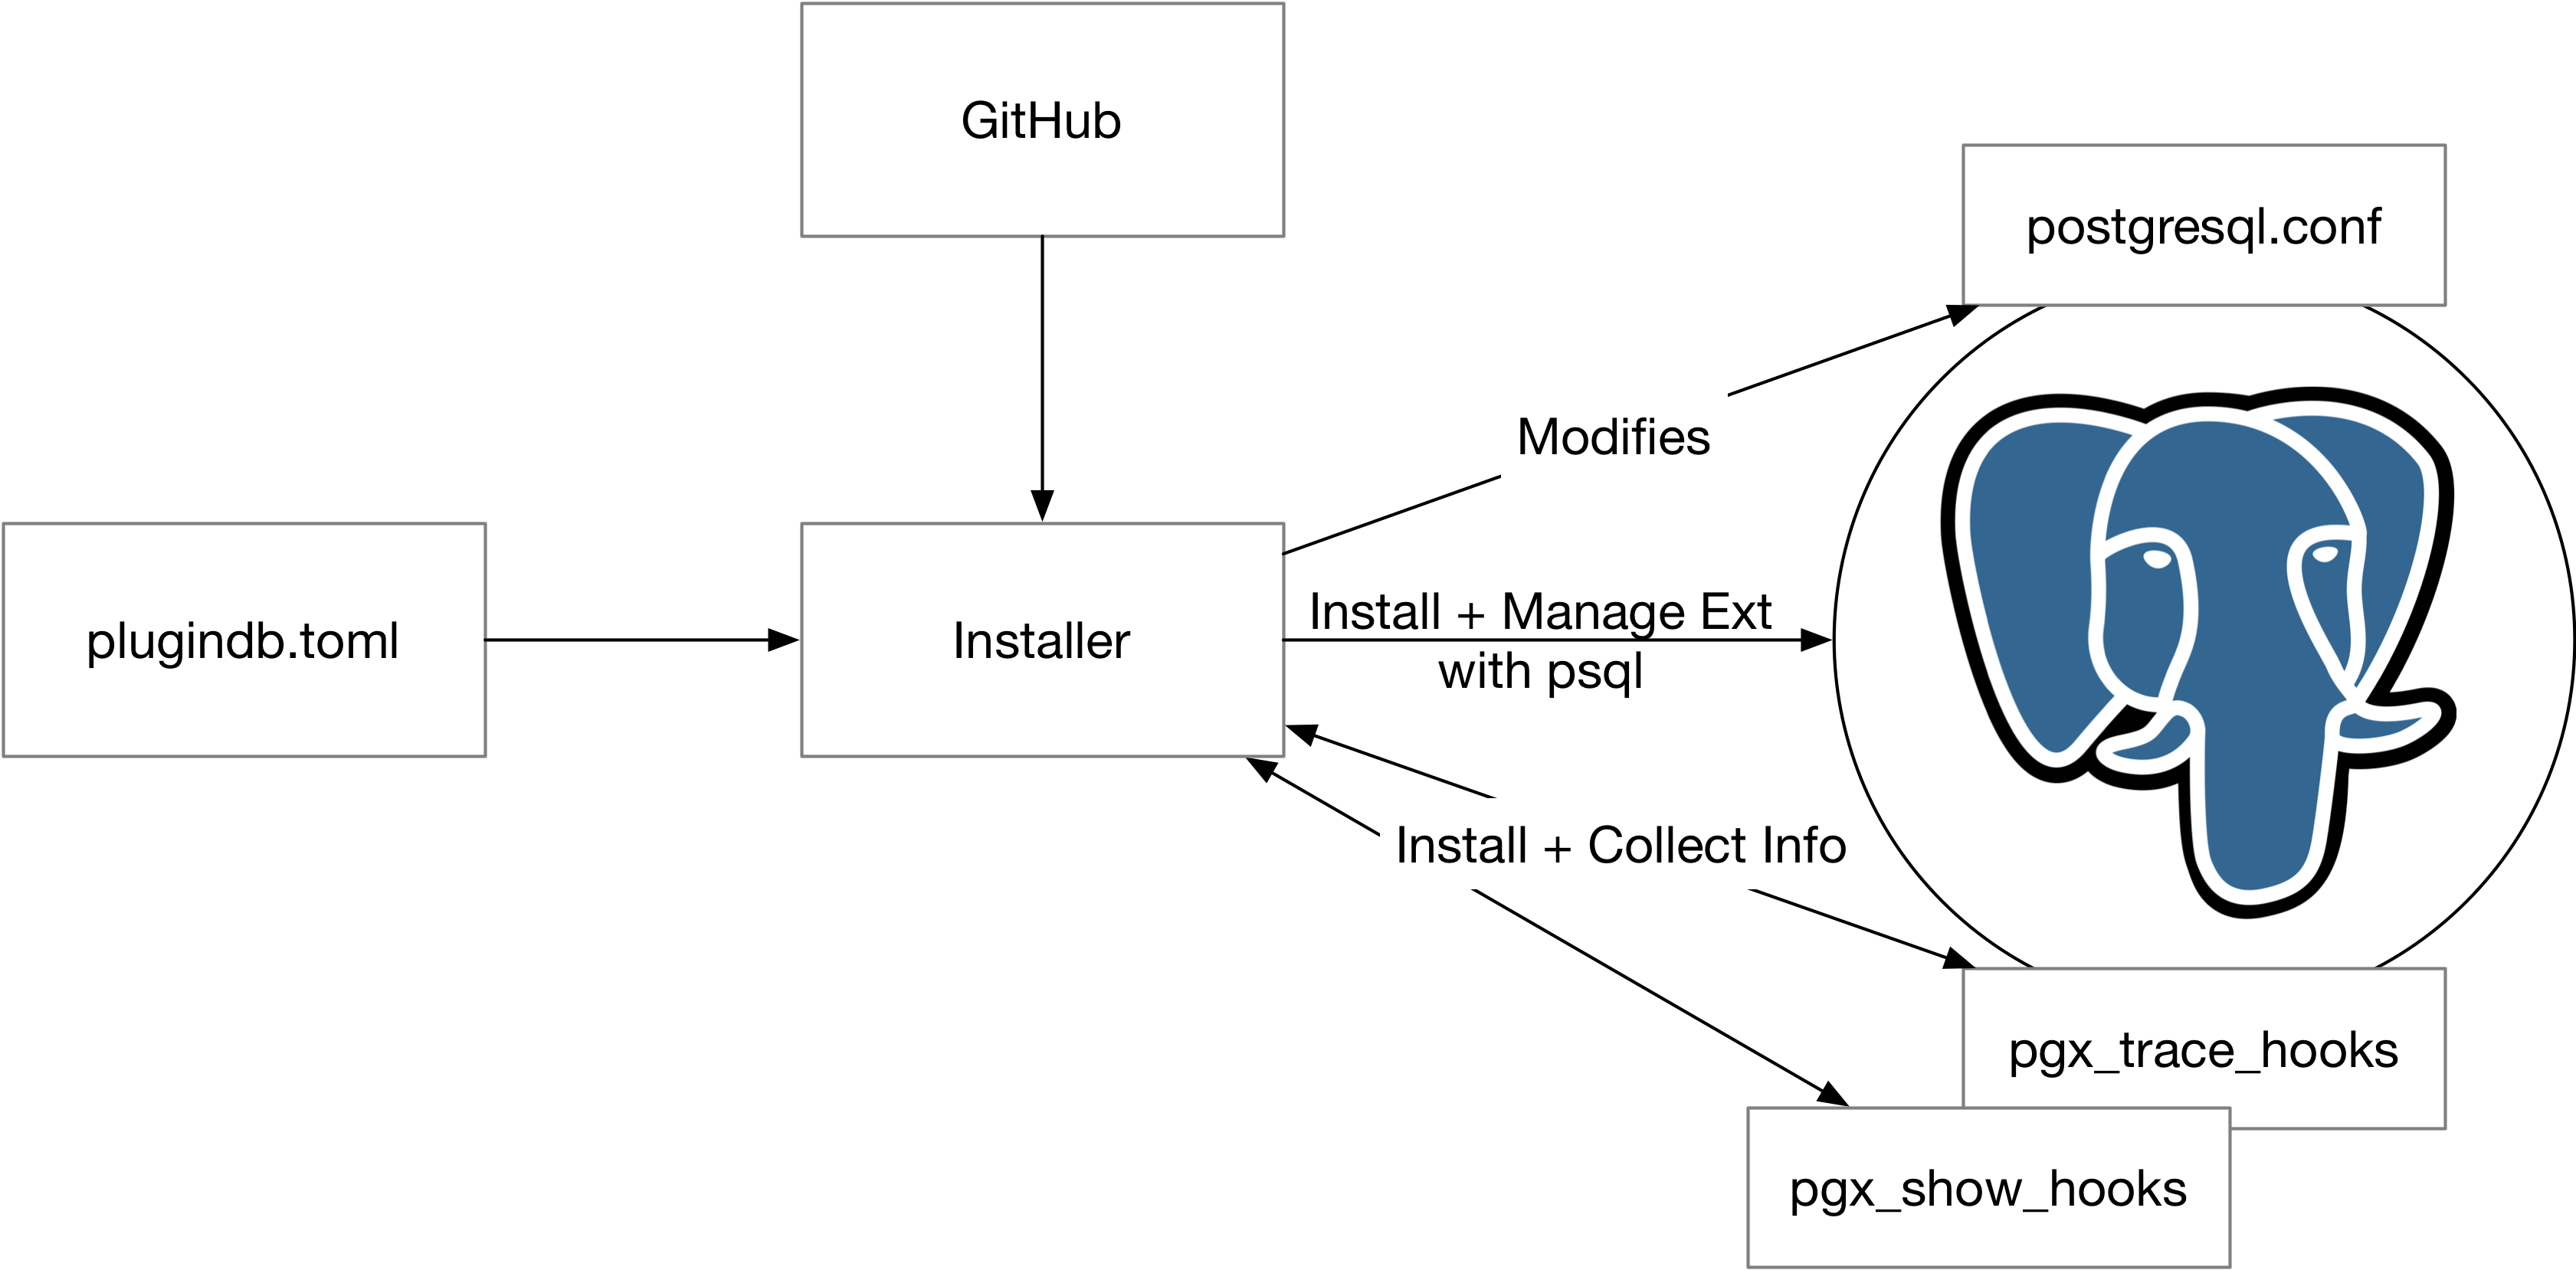 GitHub
postgresql.conf
Modifies
plugindb.toml
Installer
Install + Manage Ext
with psql
Install + Collect Info
pgx_trace_hooks
pgx_show_hooks